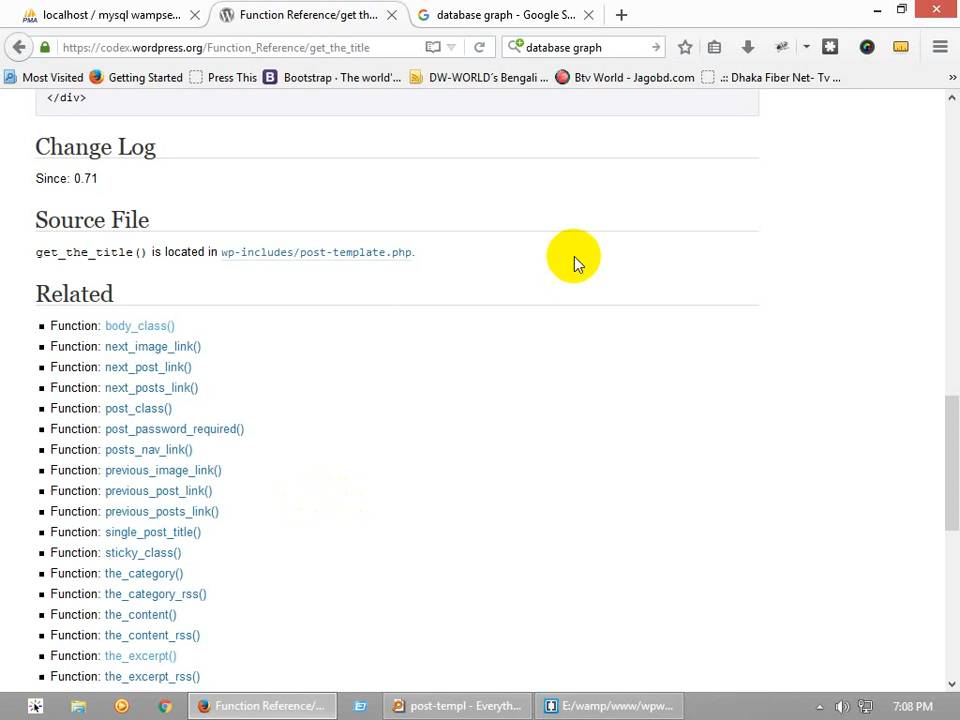 localhost / mysql wampse...
Function Reference/get th...
database graph - Google S...
https://codex.wordpress.org/Function_Reference/get_the_title
database graph
Most Visited
Getting Started
Press This
Bootstrap · The world'...
DW-WORLD´s Bengali ...
Btv World - Jagobd.com
.:: Dhaka Fiber Net- Tv ...
</div>
Change Log
Since: 0.71
Source File
get_the_title() is located in wp-includes/post-template.php.
Related
Function: body_class()
Function: next_image_link()
Function: next_post_link()
Function: next_posts_link()
Function: post_class()
Function: post_password_required()
Function: posts_nav_link()
Function: previous_image_link()
Function: previous_post_link()
Function: previous_posts_link()
Function: single_post_title()
Function: sticky_class()
Function: the_category()
Function: the_category_rss()
Function: the_content()
Function: the_content_rss()
Function: the_excerpt()
Function: the_excerpt_rss()
Function Reference/...
post-templ - Everyth...
E:/wamp/www/wpw...
7:08 PM